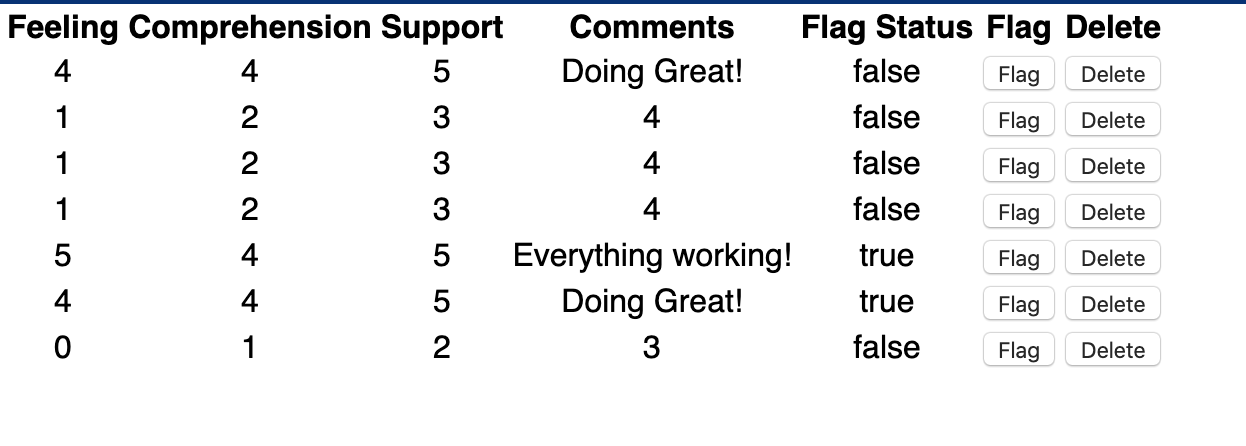 Feeling Comprehension Support Comments Flag Status Flag Delete
4 4 5 Doing Great! false Flag Delete
1 2 3 4 false Flag Delete
1 2 3 4 false Flag Delete
1 2 3 4 false Flag Delete
5 4 5 Everything working! true Flag Delete
4 4 5 Doing Great! true Flag Delete
0 1 2 3 false Flag Delete